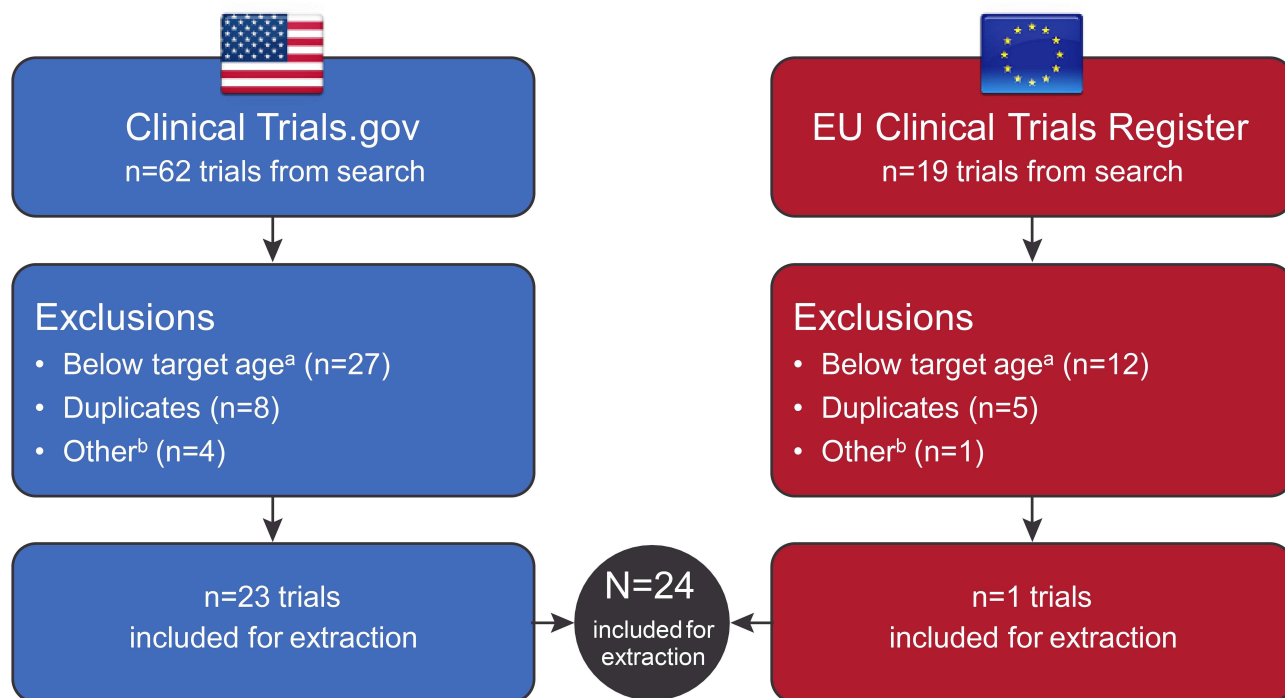 Clinical Trials.gov
n=62 trials from search
Exclusions
• Below target ageᵃ (n=27)
• Duplicates (n=8)
• Otherᵇ (n=4)
n=23 trials
included for extraction
EU Clinical Trials Register
n=19 trials from search
Exclusions
• Below target ageᵃ (n=12)
• Duplicates (n=5)
• Otherᵇ (n=1)
n=1 trials
included for extraction
N=24
included for
extraction